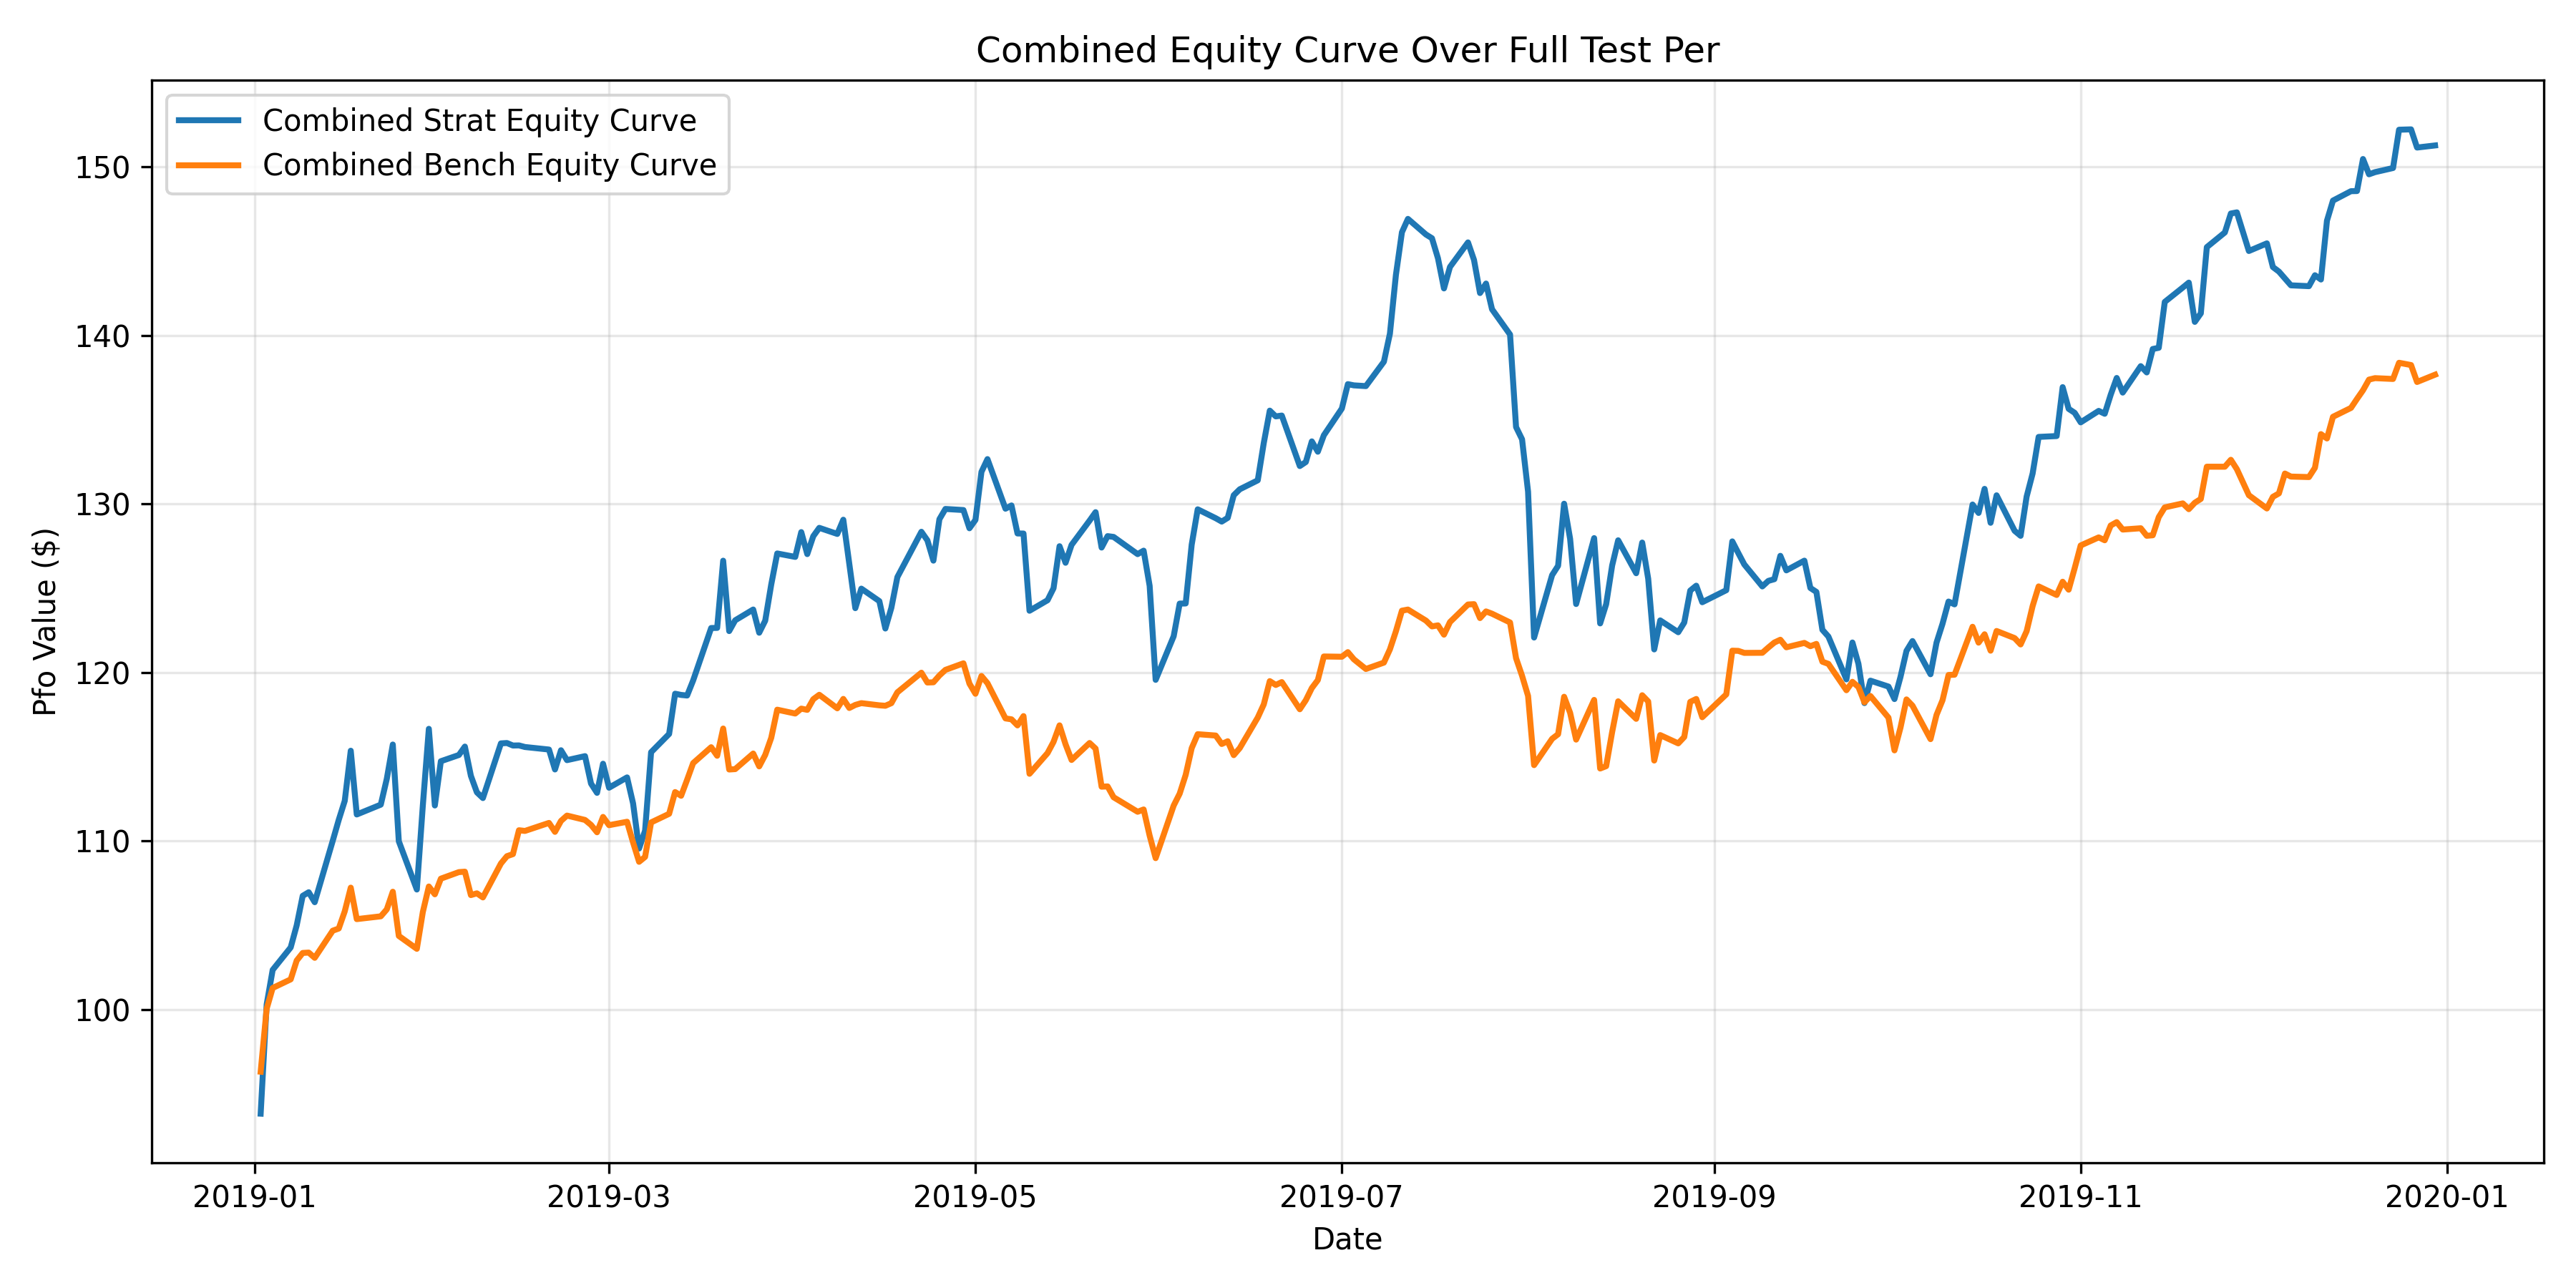 Combined Equity Curve Over Full Test Per
Combined Strat Equity Curve
Combined Bench Equity Curve
Pfo Value ($)
150
140
130
120
110
100
2019-01
2019-03
2019-05
2019-07
2019-09
2019-11
2020-01
Date